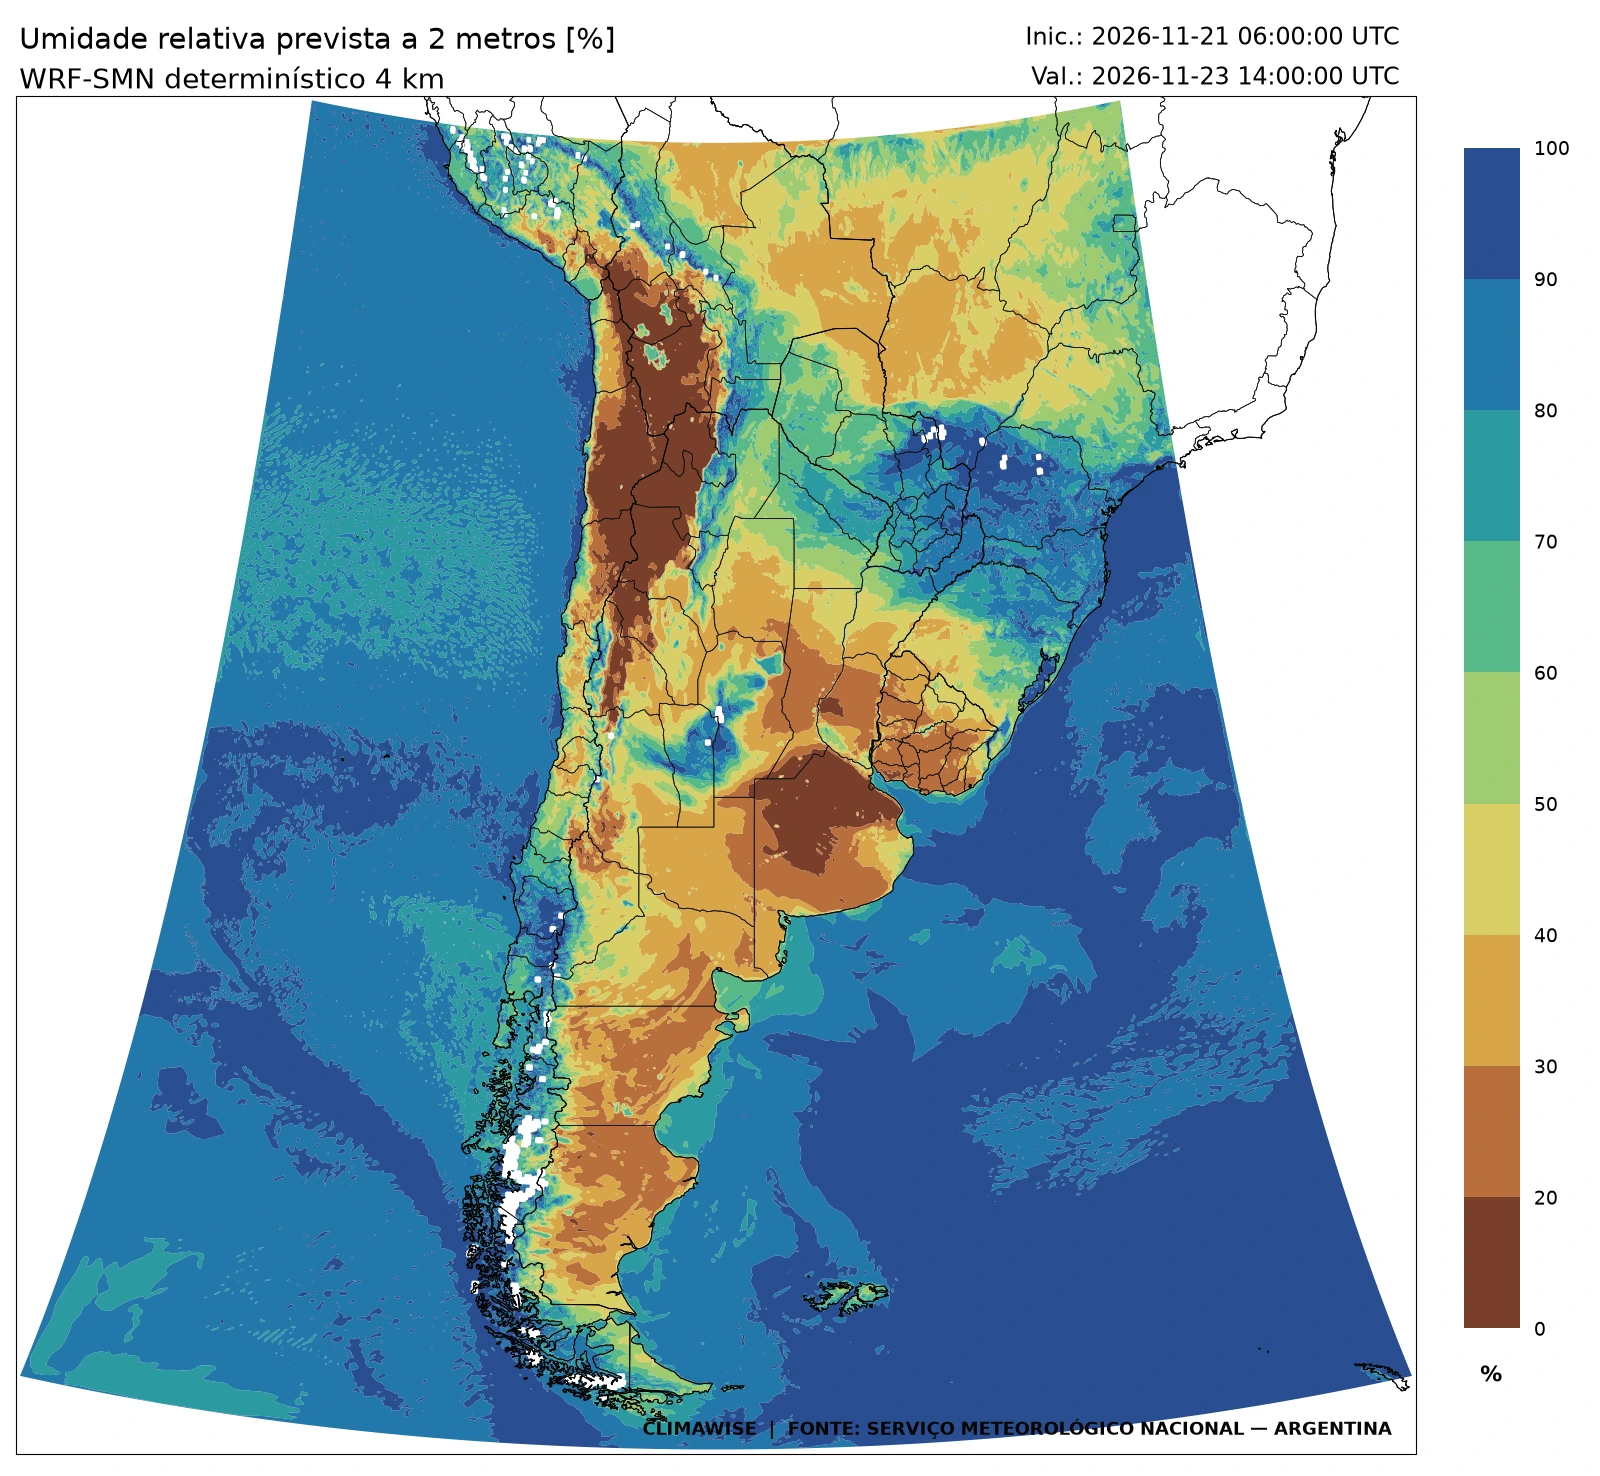 Umidade relativa prevista a 2 metros [%]
WRF-SMN determinístico 4 km
Inic.: 2026-11-21 06:00:00 UTC
Val.: 2026-11-23 14:00:00 UTC
100
90
80
70
60
50
40
30
20
0
%
CLIMAWISE | FONTE: SERVIÇO METEOROLÓGICO NACIONAL — ARGENTINA